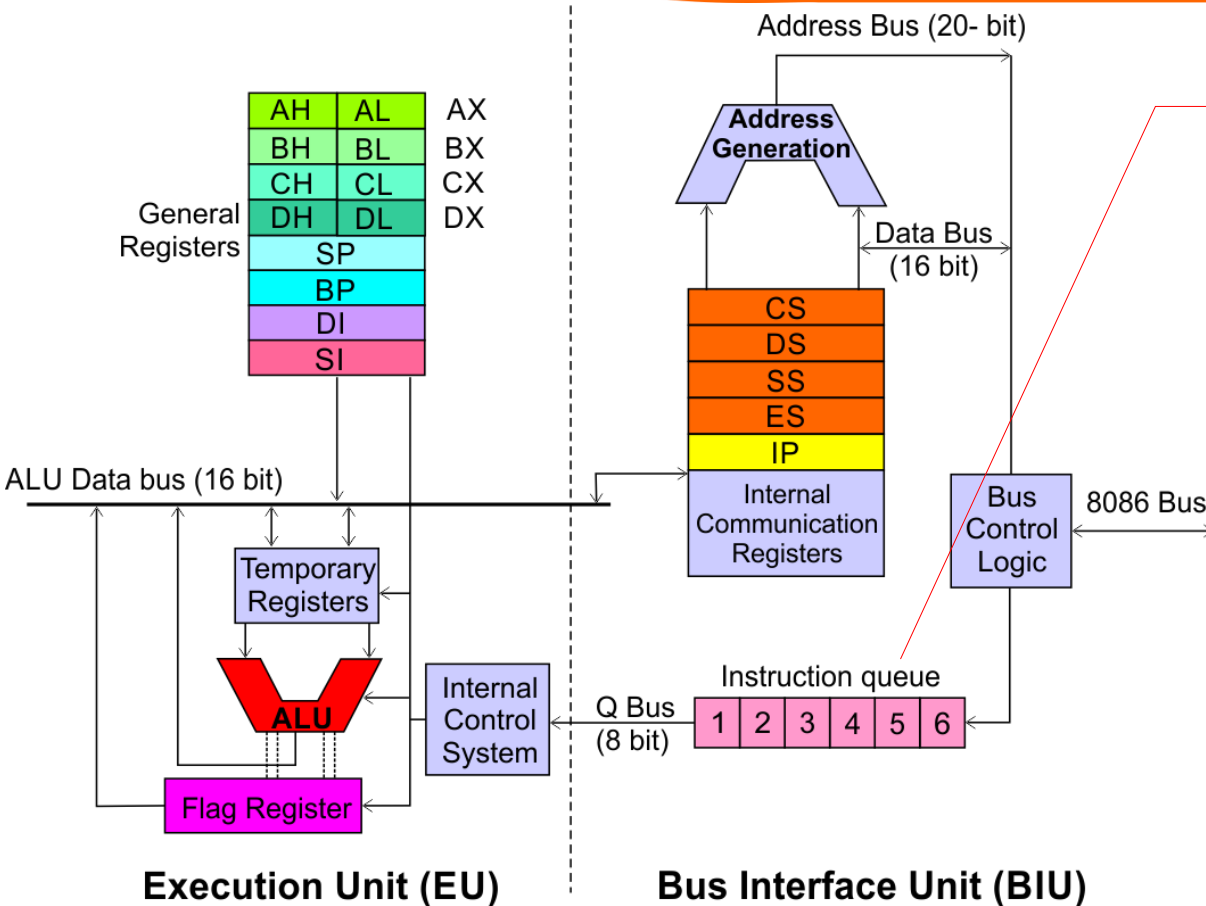 Address Bus (20- bit)
AH AL AX
BH BL BX
CH CL CX
DH DL DX
General
Registers
SP
BP
DI
SI
Address
Generation
Data Bus
(16 bit)
CS
DS
SS
ES
IP
Internal
Communication
Registers
ALU Data bus (16 bit)
Bus
Control
Logic
8086 Bus
Temporary
Registers
ALU
Internal
Control
System
Q Bus
(8 bit)
Instruction queue
1 2 3 4 5 6
Flag Register
Execution Unit (EU)
Bus Interface Unit (BIU)